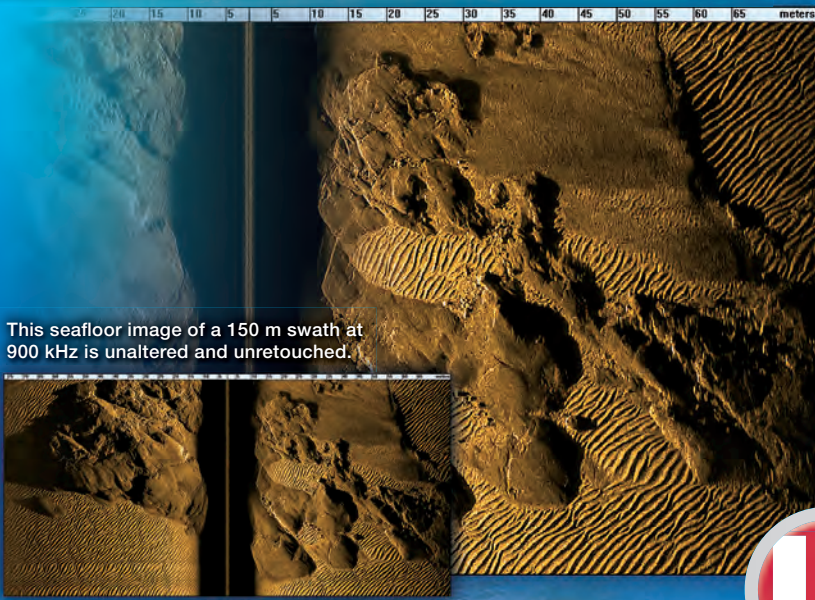 20 15 10 5 5 10 15 20 25 30 35 40 45 50 55 60 65 meters
This seafloor image of a 150 m swath at
900 kHz is unaltered and unretouched.